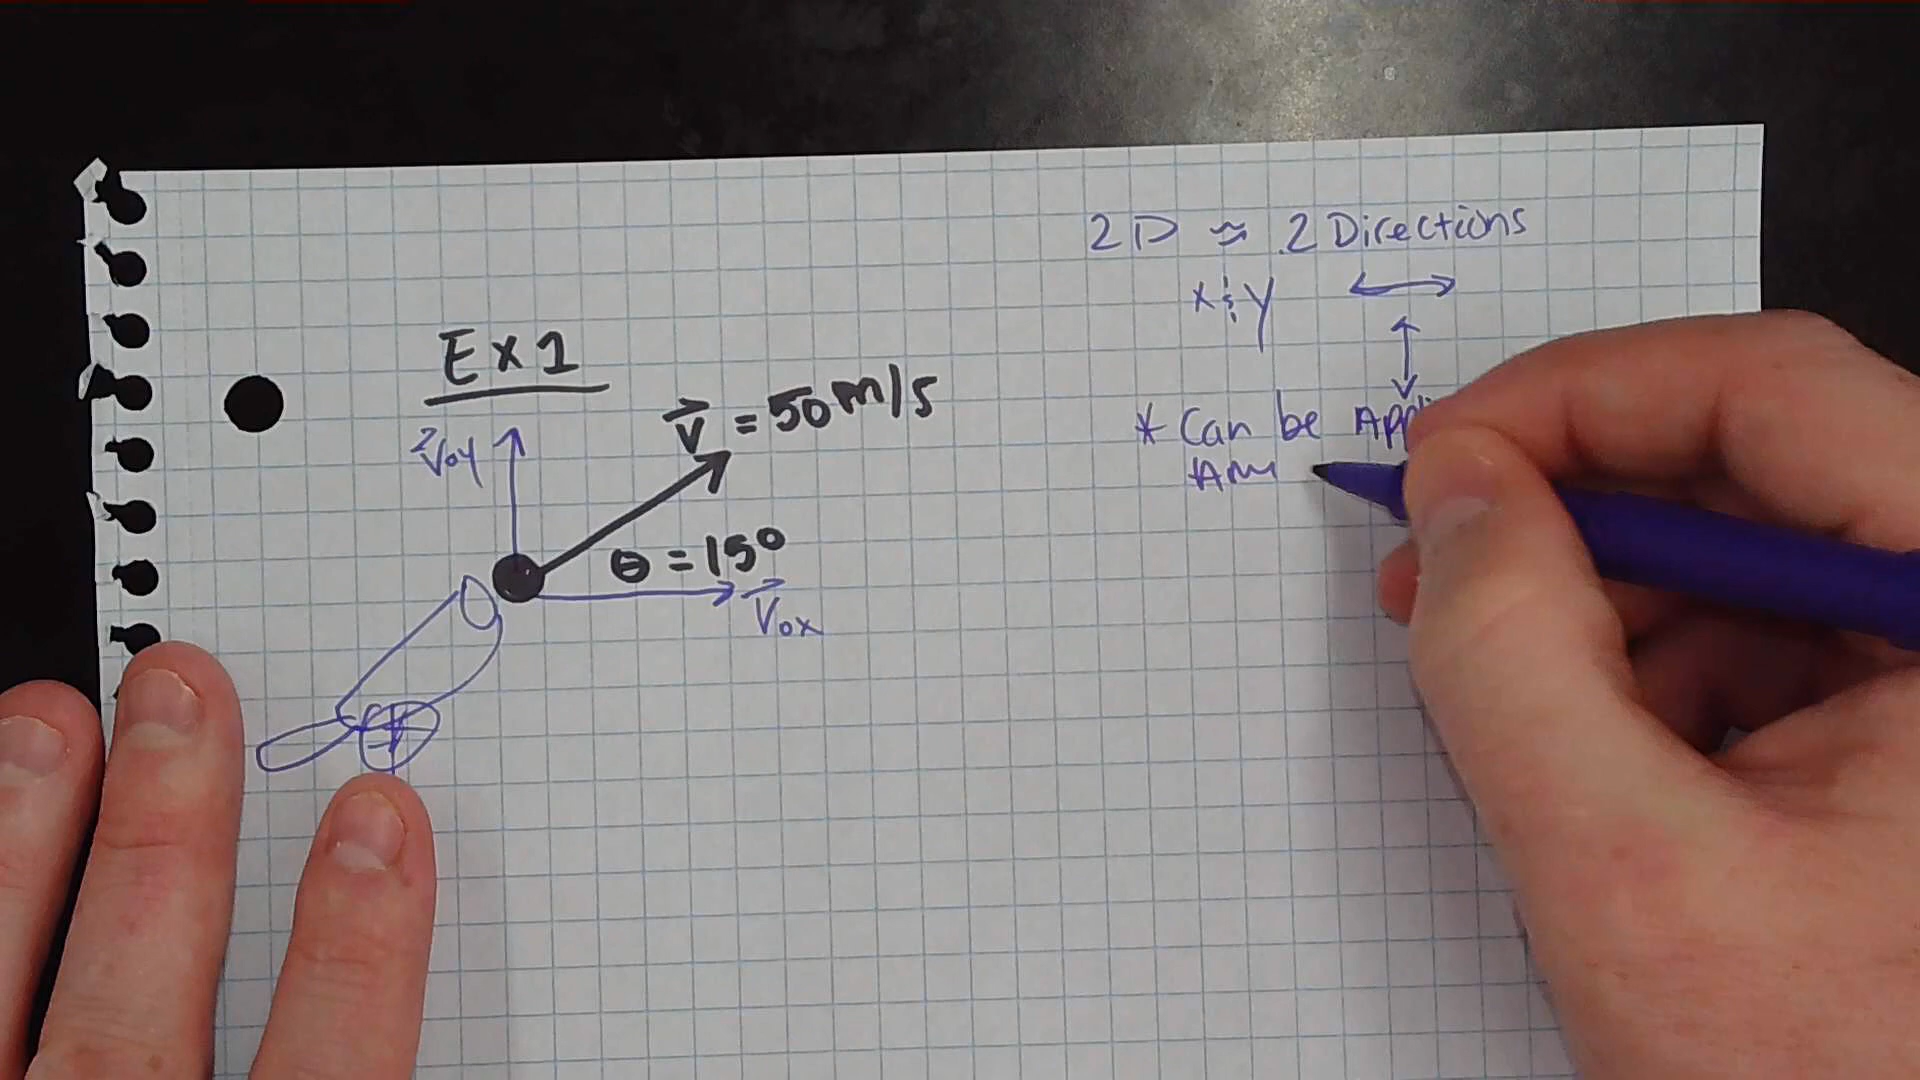 2D ≈ 2 Directions
x & y
Ex 1
V = 50 m/s
Voy
* Can be
θ = 15°
Vox